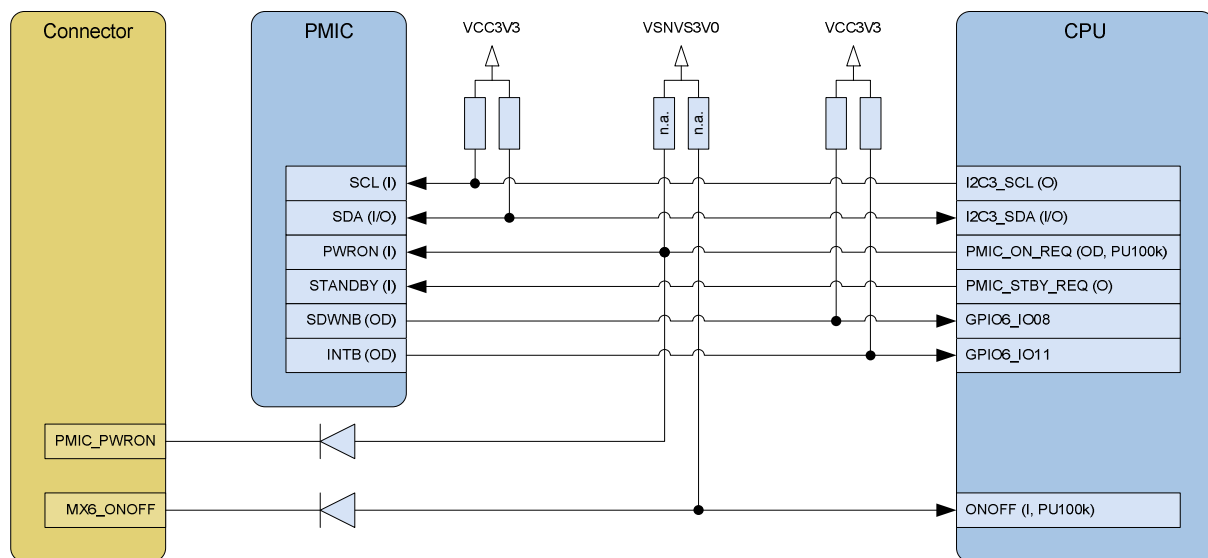 Connector
PMIC
VCC3V3
VSNVS3V0
VCC3V3
CPU
n.a.
n.a.
SCL (I)
I2C3_SCL (O)
SDA (I/O)
I2C3_SDA (I/O)
PWRON (I)
PMIC_ON_REQ (OD, PU100k)
STANDBY (I)
PMIC_STBY_REQ (O)
SDWNB (OD)
GPIO6_IO08
INTB (OD)
GPIO6_IO11
PMIC_PWRON
MX6_ONOFF
ONOFF (I, PU100k)